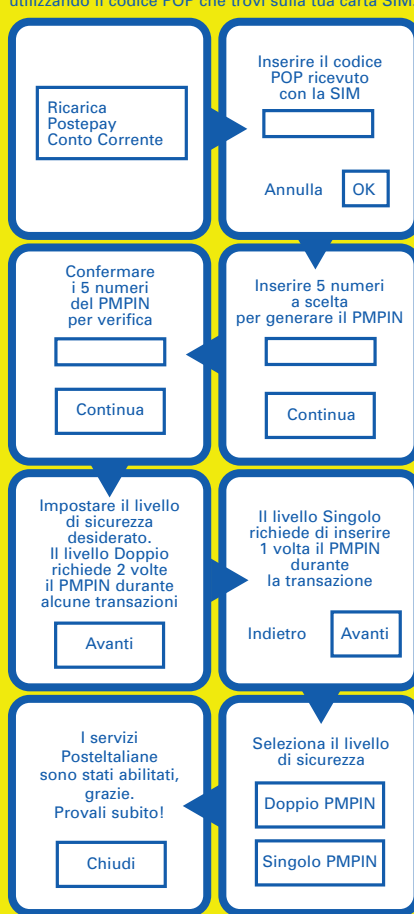 utilizzando il codice POP che trovi sulla tua carta SIM.
Ricarica
Postepay
Conto Corrente
Inserire il codice
POP ricevuto
con la SIM
Annulla
OK
Inserire 5 numeri
a scelta
per generare il PMPIN
Continua
Confermare
i 5 numeri
del PMPIN
per verifica
Continua
Impostare il livello
di sicurezza
desiderato.
Il livello Doppio
richiede 2 volte
il PMPIN durante
alcune transazioni
Avanti
Il livello Singolo
richiede di inserire
1 volta il PMPIN
durante
la transazione
Indietro
Avanti
Seleziona il livello
di sicurezza
Doppio PMPIN
Singolo PMPIN
I servizi
PosteItaliane
sono stati abilitati,
grazie.
Provali subito!
Chiudi